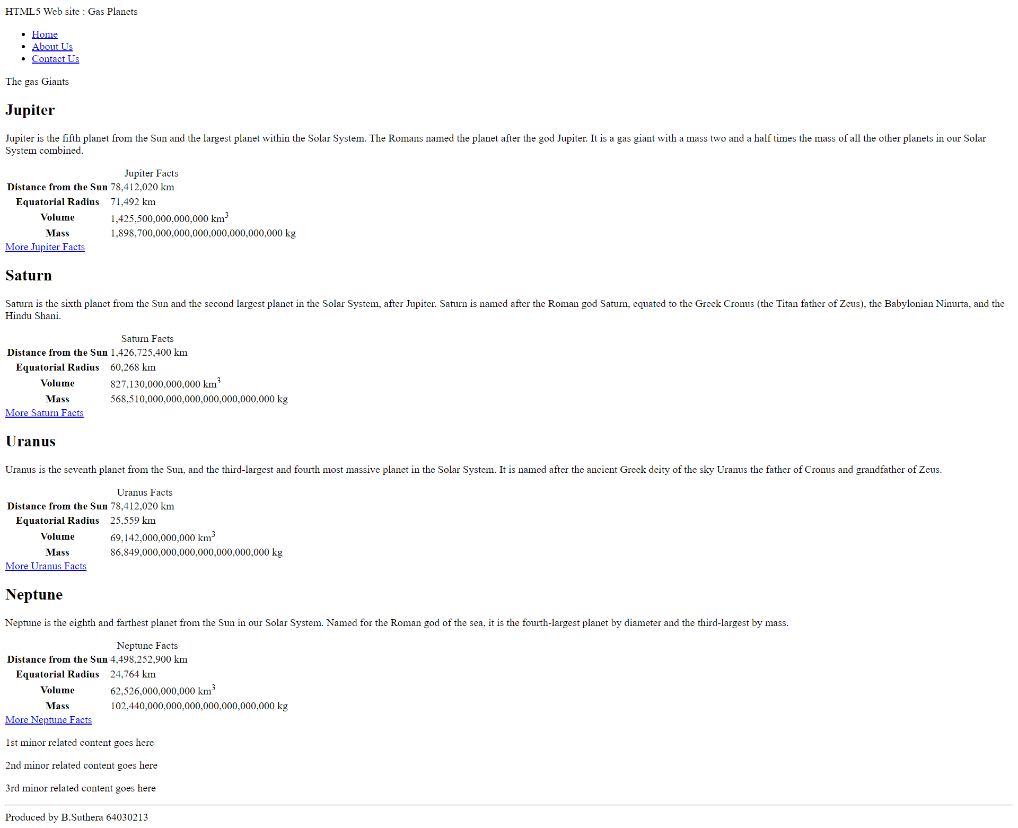 HTML5 Web site : Gas Planets
Home
About Us
Contact Us
The gas Giants
Jupiter
Jupiter is the fifth planet from the Sun and the largest planet within the Solar System. The Romans named the planet after the god Jupiter. It is a gas giant with a mass two and a half times the mass of all the other planets in our Solar
System combined.
Jupiter Facts
Distance from the Sun 78,412,020 km
Equatorial Radius 71,492 km
Volume 1,425,500,000,000,000 km³
Mass 1,898,700,000,000,000,000,000,000,000 kg
More Jupiter Facts
Saturn
Saturn is the sixth planet from the Sun and the second largest planet in the Solar System, after Jupiter. Saturn is named after the Roman god Saturn, equated to the Greek Cronus (the Titan father of Zeus), the Babylonian Ninurta, and the
Hindu Shani.
Saturn Facts
Distance from the Sun 1,426,725,400 km
Equatorial Radius 60,268 km
Volume 827,130,000,000,000 km³
Mass 568,510,000,000,000,000,000,000,000 kg
More Saturn Facts
Uranus
Uranus is the seventh planet from the Sun, and the third-largest and fourth most massive planet in the Solar System. It is named after the ancient Greek deity of the sky Uranus the father of Cronus and grandfather of Zeus.
Uranus Facts
Distance from the Sun 78,412,020 km
Equatorial Radius 25,559 km
Volume 69,142,000,000,000 km³
Mass 86,849,000,000,000,000,000,000,000 kg
More Uranus Facts
Neptune
Neptune is the eighth and farthest planet from the Sun in our Solar System. Named for the Roman god of the sea, it is the fourth-largest planet by diameter and the third-largest by mass.
Neptune Facts
Distance from the Sun 4,498,252,900 km
Equatorial Radius 24,764 km
Volume 62,526,000,000,000 km³
Mass 102,440,000,000,000,000,000,000,000 kg
More Neptune Facts
1st minor related content goes here
2nd minor related content goes here
3rd minor related content goes here
Produced by B.Suthera 64030213